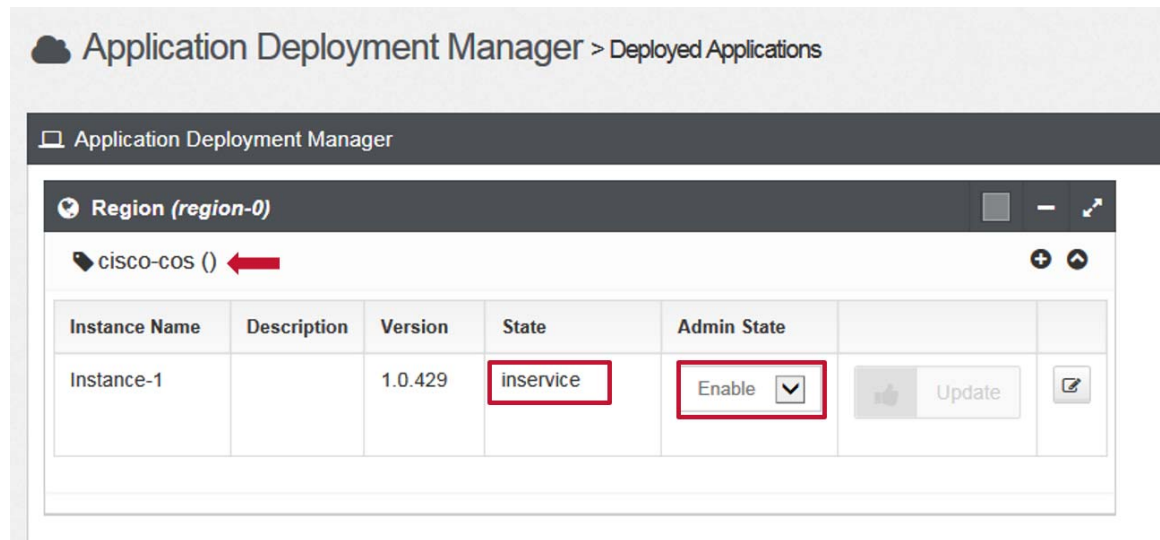 Application Deployment Manager > Deployed Applications
Application Deployment Manager
Region (region-0)
cisco-cos ()
Instance Name Description Version State Admin State
Instance-1 1.0.429 inservice Enable Update